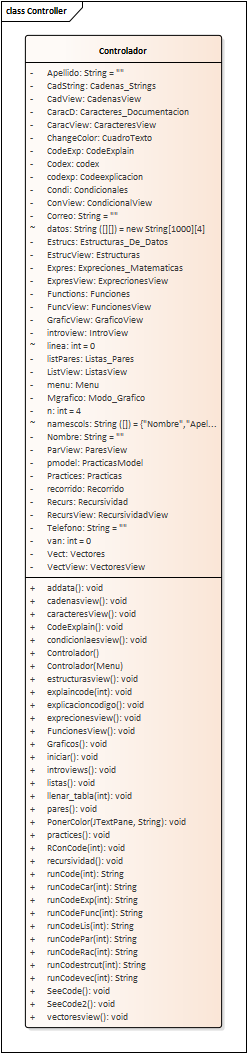 class Controller
Controlador
- Apellido: String = ""
- CadString: Cadenas_Strings
- CadView: CadenasView
- CaracD: Caracteres_Documentacion
- CaracView: CaracteresView
- ChangeColor: CuadroTexto
- CodeExp: CodeExplain
- Codex: codex
- codexp: Codeexplicacion
- Condi: Condicionales
- ConView: CondicionalView
- Correo: String = ""
~ datos: String ([][]) = new String[1000][4]
- Estrucs: Estructuras_De_Datos
- EstrucView: Estructuras
- Expres: Expreciones_Matematicas
- ExpresView: ExprecrionesView
- Functions: Funciones
- FuncView: FuncionesView
- GraficView: GraficoView
- introview: IntroView
~ linea: int = 0
- listPares: Listas_Pares
- ListView: ListasView
- menu: Menu
- Mgrafico: Modo_Grafico
- n: int = 4
~ namescols: String ([]) = {"Nombre","Apel...
- Nombre: String = ""
- ParView: ParesView
- pmodel: PracticasModel
- Practices: Practicas
- recorrido: Recorrido
- Recurs: Recursividad
- RecursView: RecursividadView
- Telefono: String = ""
- van: int = 0
- Vect: Vectores
- VectView: VectoresView
+ addata(): void
+ cadenasview(): void
+ caracteresView(): void
+ CodeExplain(): void
+ condicionlaesview(): void
+ Controlador()
+ Controlador(Menu)
+ estructurasview(): void
+ explaincode(int): void
+ explicacioncodigo(): void
+ exprecionesview(): void
+ FuncionesView(): void
+ Graficos(): void
+ iniciar(): void
+ introviews(): void
+ listas(): void
+ llenar_tabla(int): void
+ pares(): void
+ PonerColor(JTextPane, String): void
+ practices(): void
+ RConCode(int): void
+ recursividad(): void
+ runCode(int): String
+ runCodeCar(int): String
+ runCodeExp(int): String
+ runCodeFunc(int): String
+ runCodeLis(int): String
+ runCodePar(int): String
+ runCodeRac(int): String
+ runCodestrcut(int): String
+ runCodevec(int): String
+ SeeCode(): void
+ SeeCode2(): void
+ vectoresview(): void